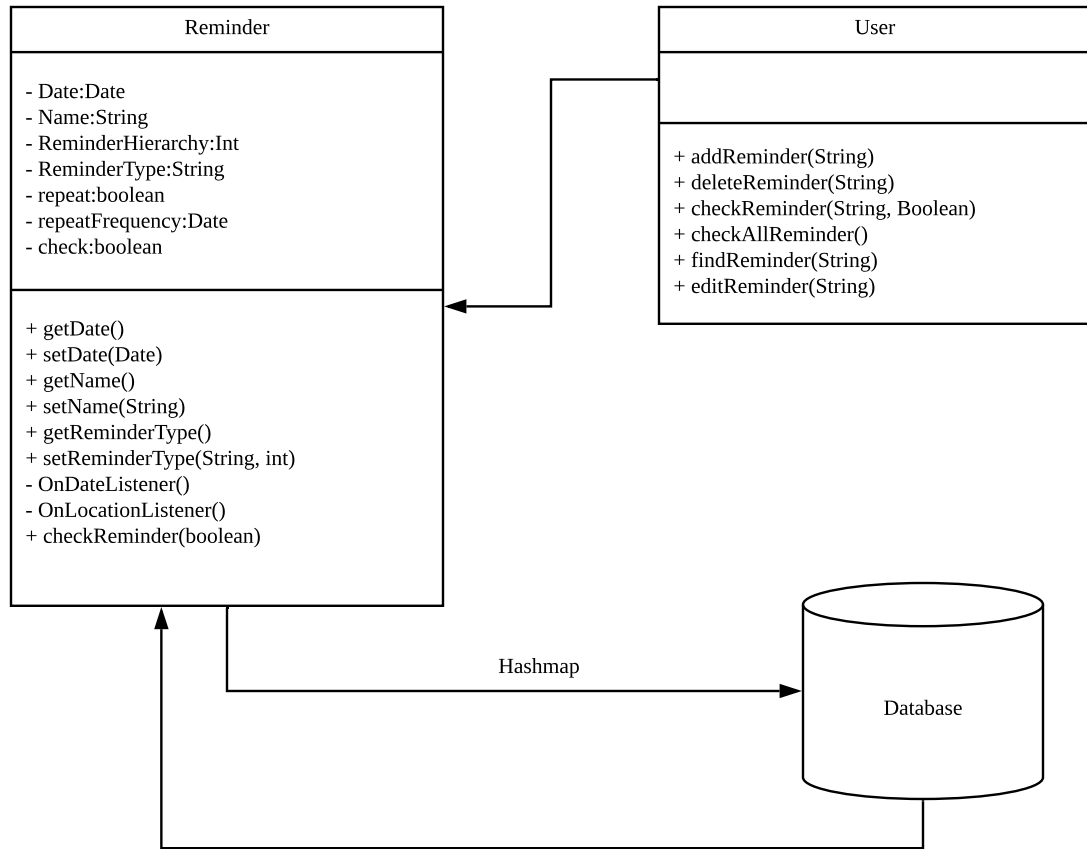 Reminder
- Date:Date
- Name:String
- ReminderHierarchy:Int
- ReminderType:String
- repeat:boolean
- repeatFrequency:Date
- check:boolean
+ getDate()
+ setDate(Date)
+ getName()
+ setName(String)
+ getReminderType()
+ setReminderType(String, int)
- OnDateListener()
- OnLocationListener()
+ checkReminder(boolean)
User
+ addReminder(String)
+ deleteReminder(String)
+ checkReminder(String, Boolean)
+ checkAllReminder()
+ findReminder(String)
+ editReminder(String)
Hashmap
Database